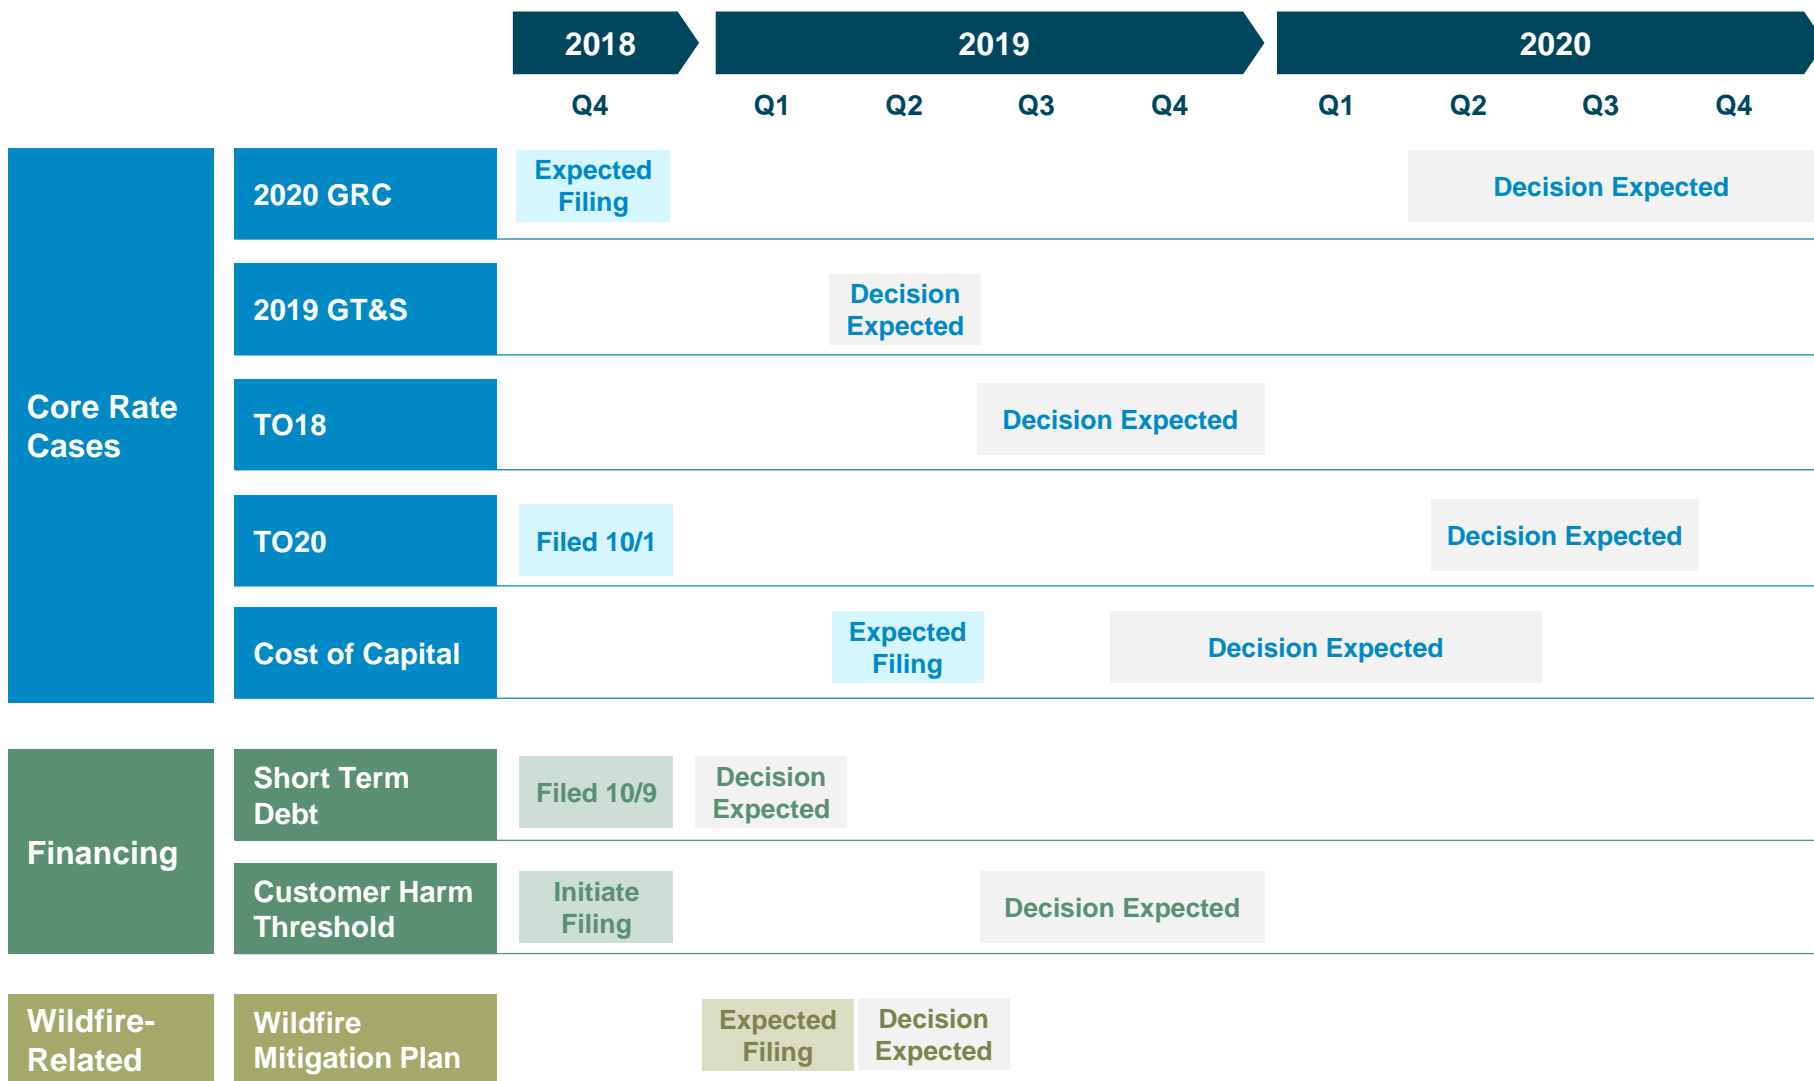 2018 2019 2020
Q4 Q1 Q2 Q3 Q4 Q1 Q2 Q3 Q4
Core Rate
Cases
2020 GRC
Expected
Filing
Decision Expected
2019 GT&S
Decision
Expected
TO18
Decision Expected
TO20
Filed 10/1
Decision Expected
Cost of Capital
Expected
Filing
Decision Expected
Financing
Short Term
Debt
Filed 10/9
Decision
Expected
Customer Harm
Threshold
Initiate
Filing
Decision Expected
Wildfire-
Related
Wildfire
Mitigation Plan
Expected
Filing
Decision
Expected